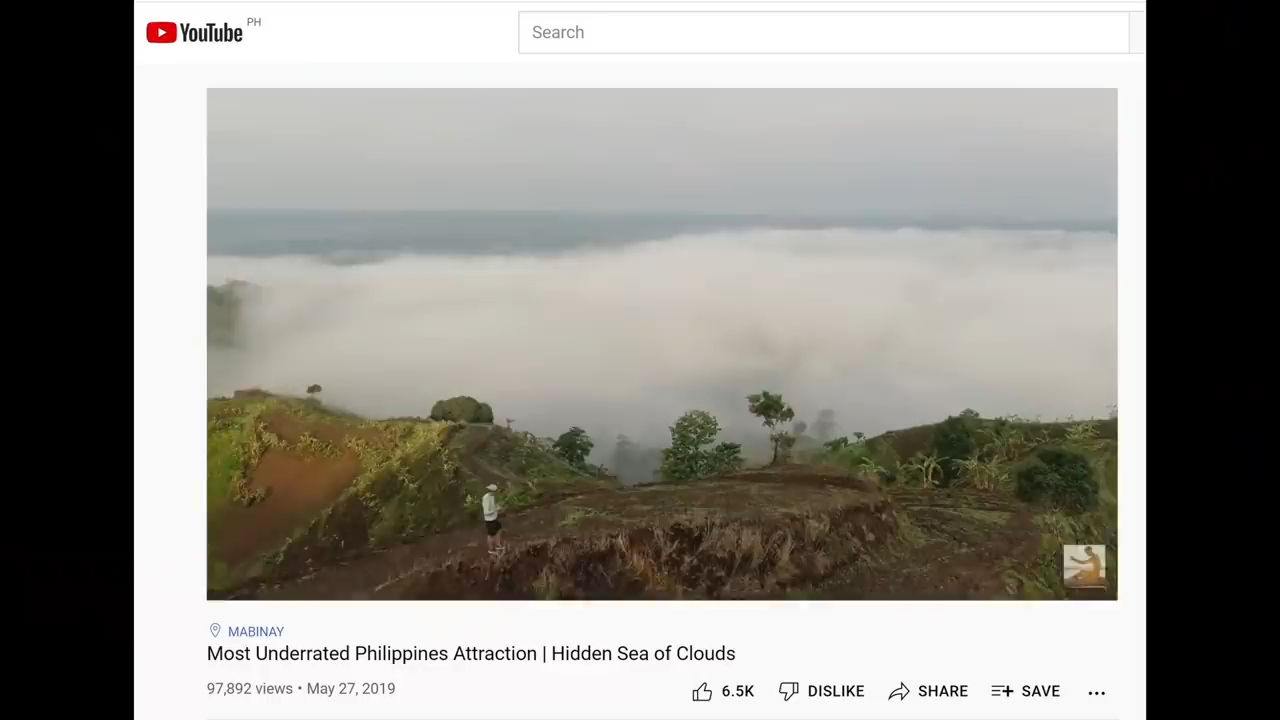 YouTube PH
Search
MABINAY
Most Underrated Philippines Attraction | Hidden Sea of Clouds
97,892 views • May 27, 2019
6.5K DISLIKE SHARE SAVE ...